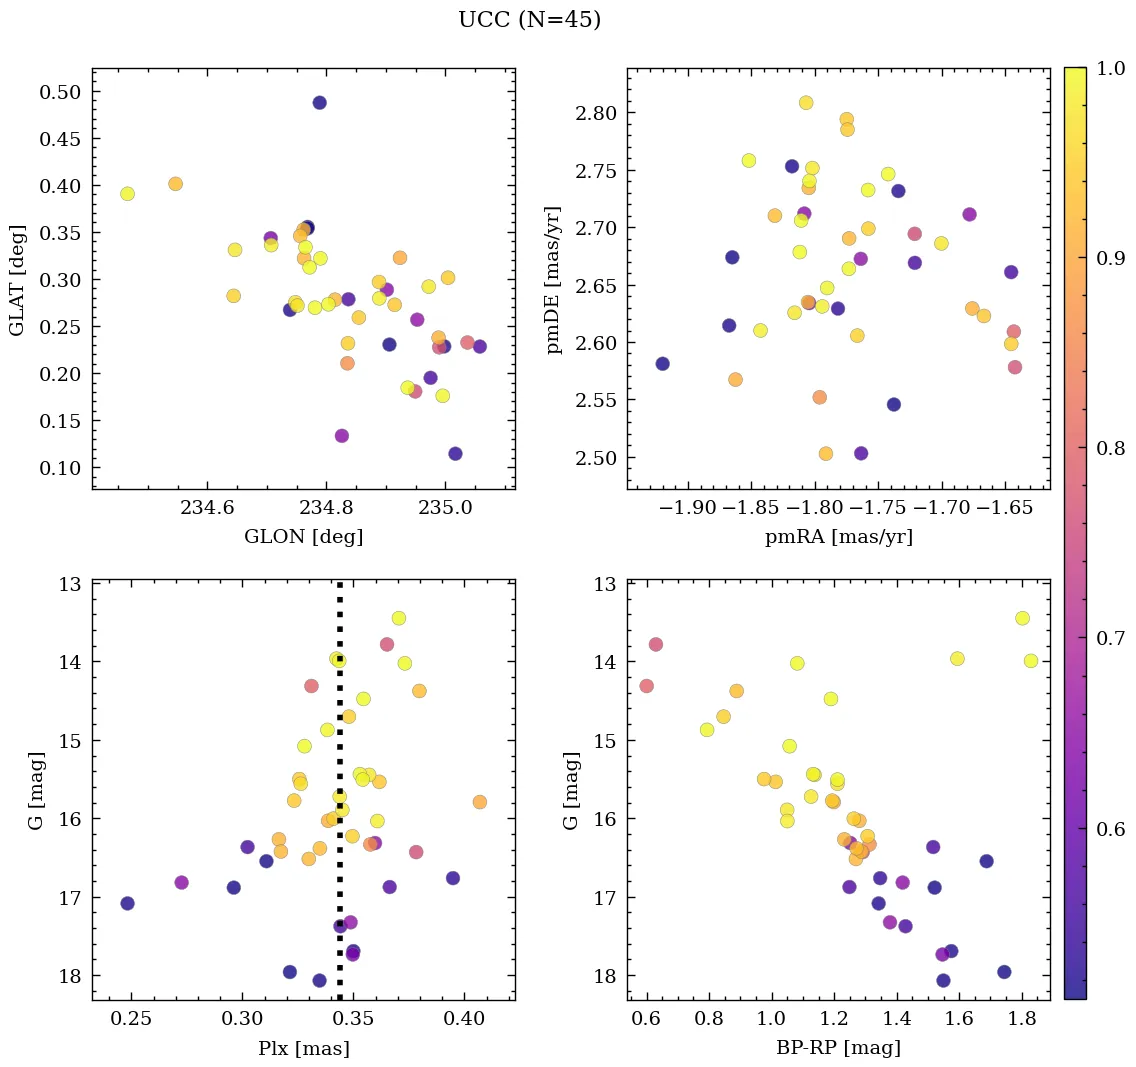 UCC (N=45)
0.50
0.45
0.40
0.35
0.30
0.25
0.20
0.15
0.10
GLAT [deg]
234.6 234.8 235.0
GLON [deg]
2.80
2.75
2.70
2.65
2.60
2.55
2.50
pmDE [mas/yr]
−1.90 −1.85 −1.80 −1.75 −1.70 −1.65
pmRA [mas/yr]
1.0
0.9
0.8
0.7
0.6
13
14
15
16
17
18
G [mag]
0.25 0.30 0.35 0.40
Plx [mas]
13
14
15
16
17
18
G [mag]
0.6 0.8 1.0 1.2 1.4 1.6 1.8
BP-RP [mag]